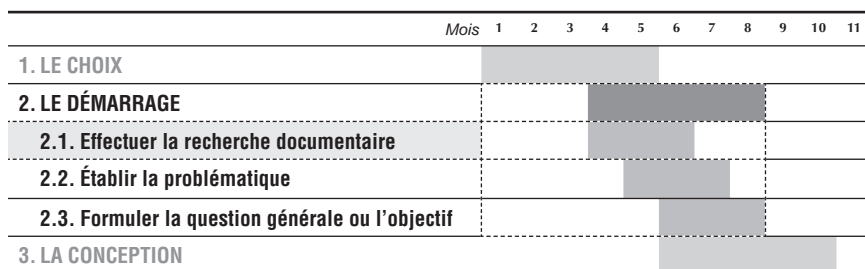 Mois 1 2 3 4 5 6 7 8 9 10 11
1. LE CHOIX
2. LE DÉMARRAGE
2.1. Effectuer la recherche documentaire
2.2. Établir la problématique
2.3. Formuler la question générale ou l’objectif
3. LA CONCEPTION